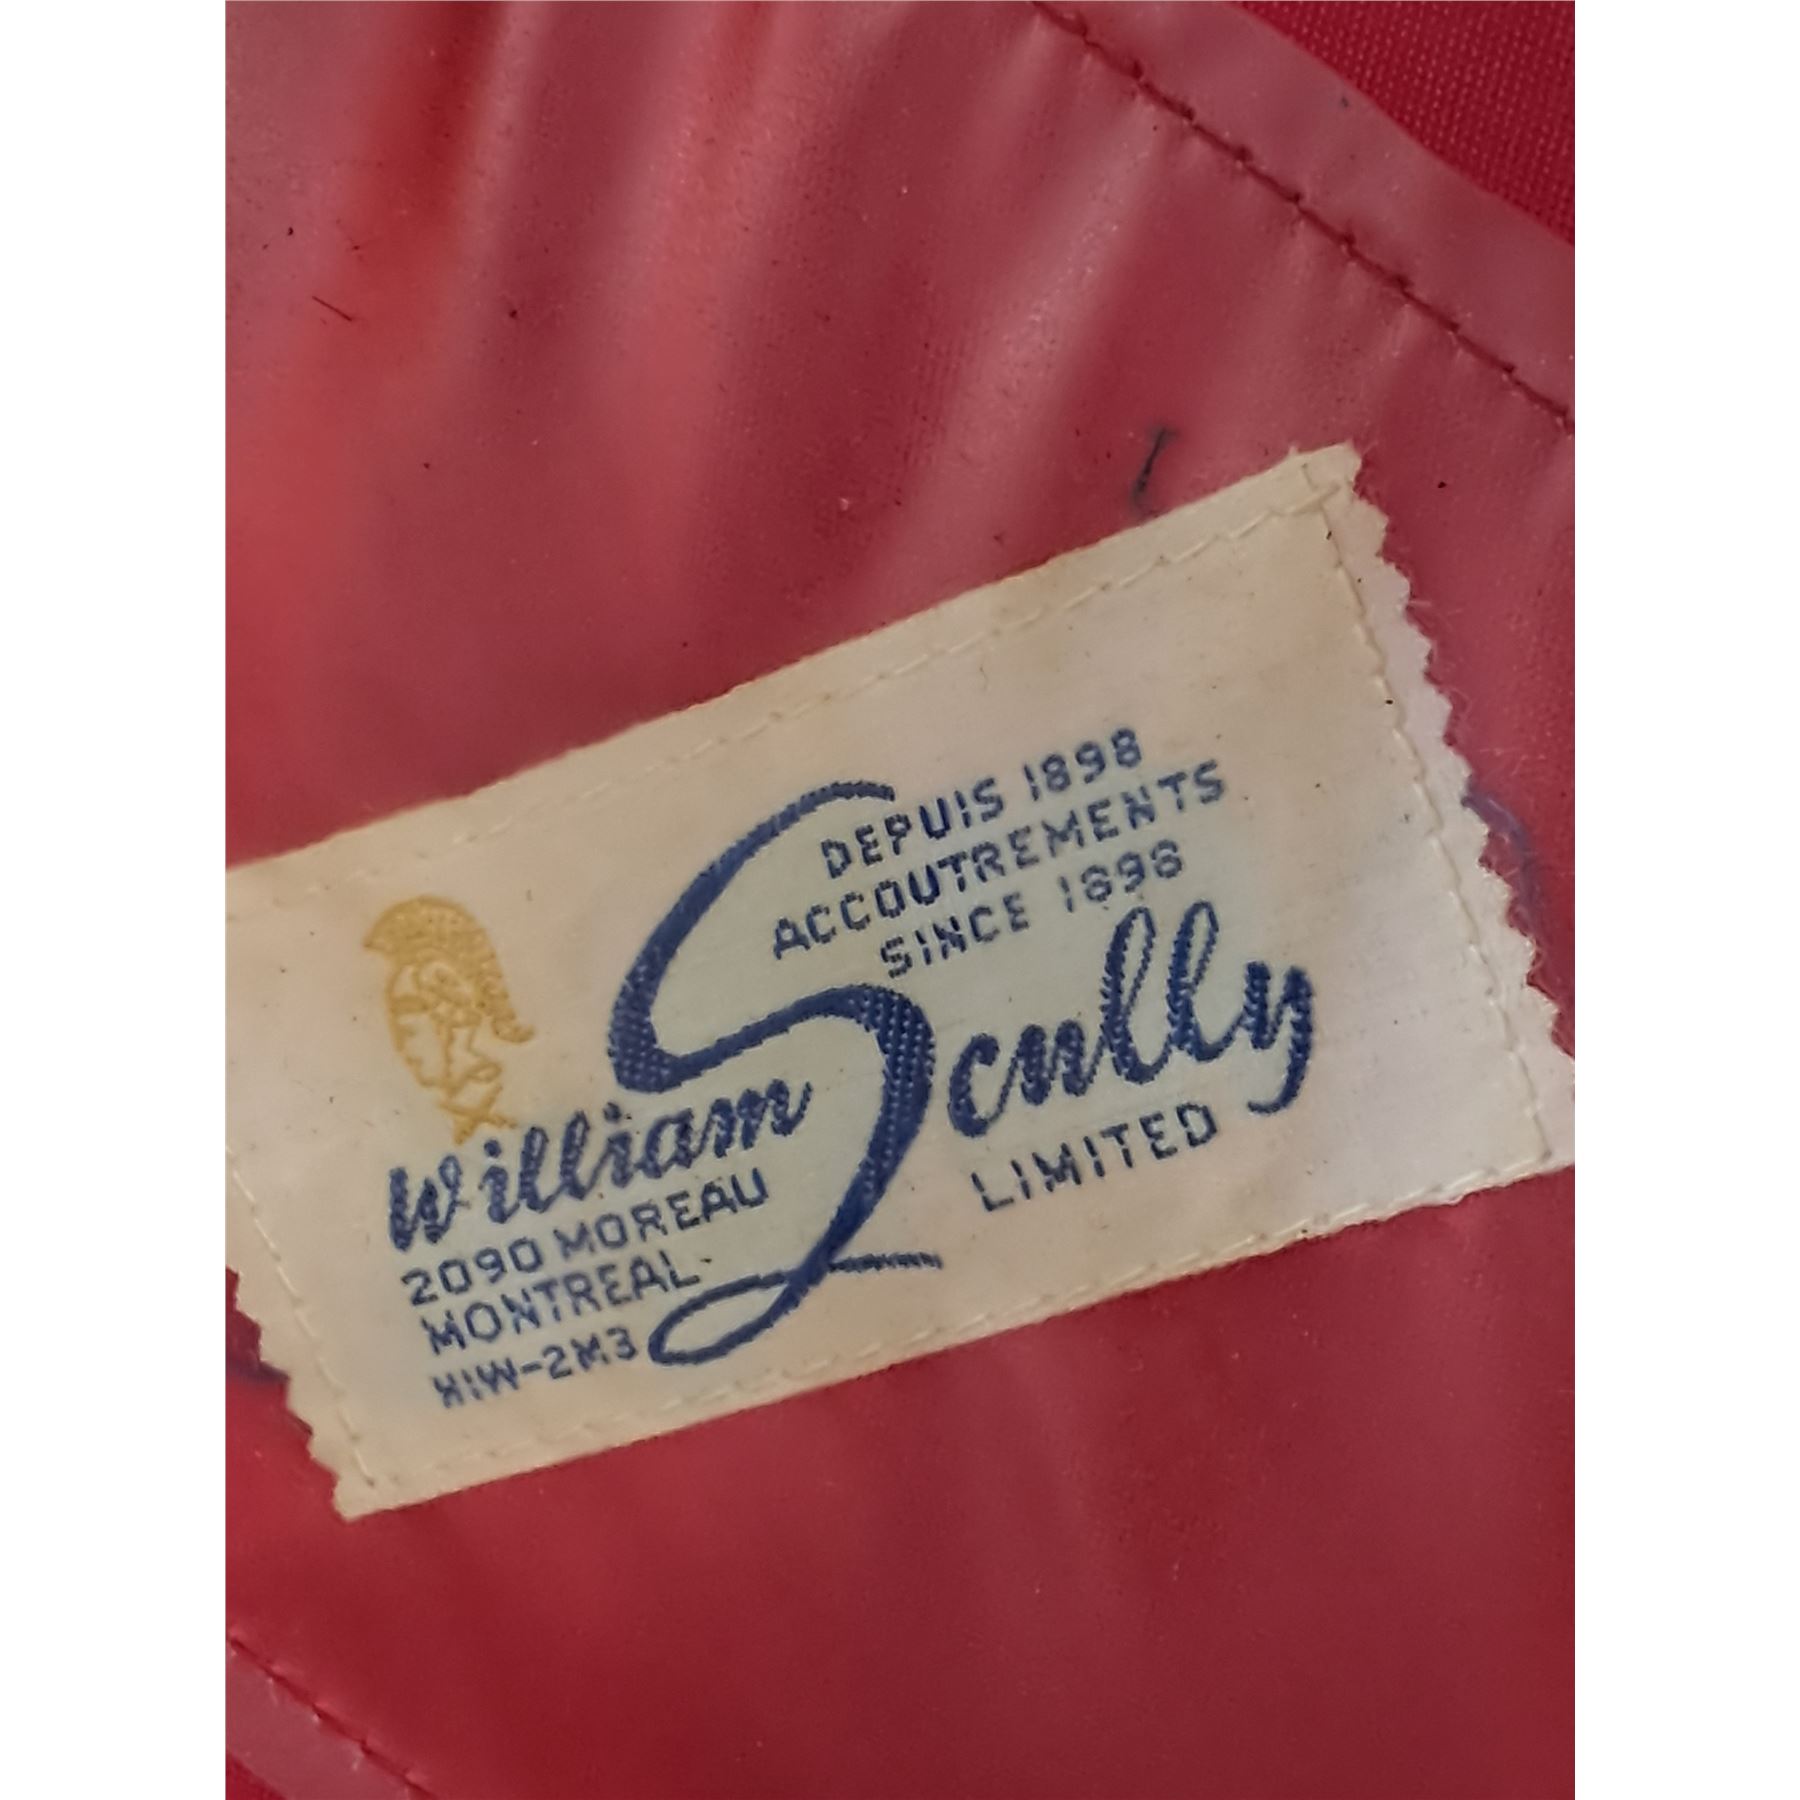 DEPUIS 1898
ACCOUTREMENTS
SINCE 1898
William Scully
LIMITED
2090 MOREAU
MONTREAL
H1W-2M3